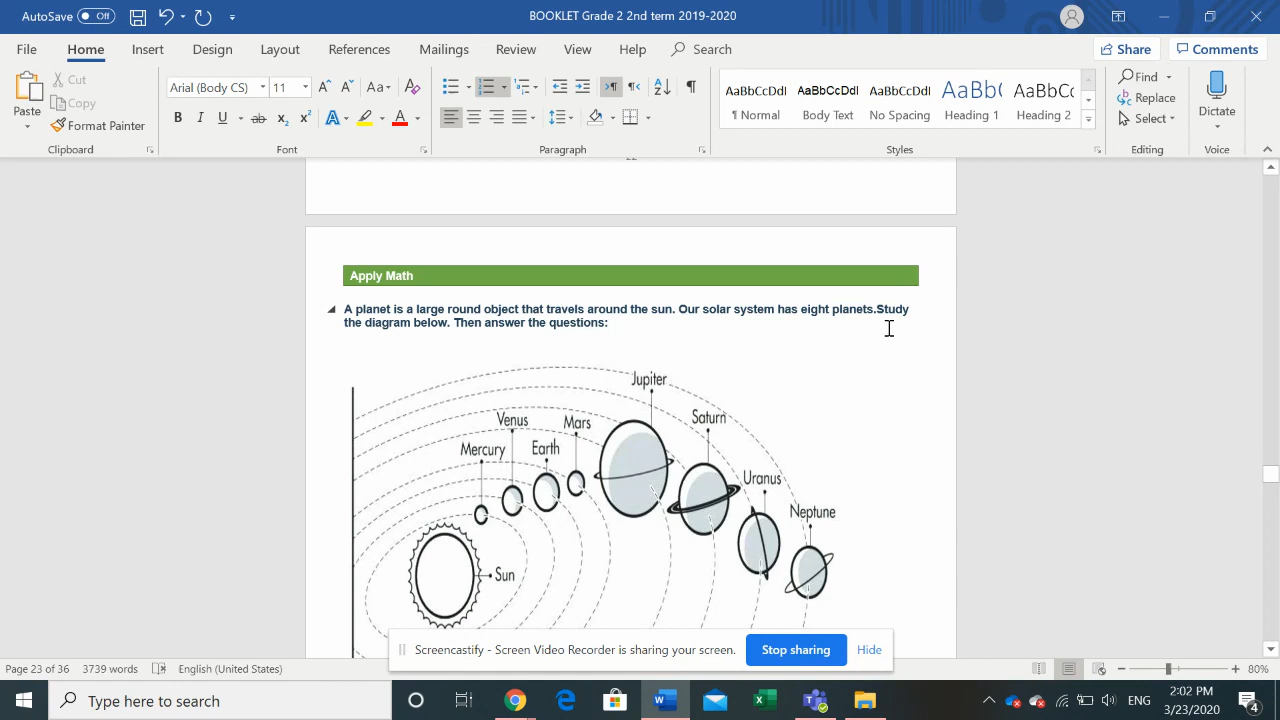 AutoSave Off BOOKLET Grade 2 2nd term 2019-2020
File Home Insert Design Layout References Mailings Review View Help Search Share Comments
Paste Cut Copy Format Painter
Arial (Body CS) 11
AaBbCcDdI AaBbCcDdI AaBbCcDdI AaBb( AaBbCc
¶ Normal Body Text No Spacing Heading 1 Heading 2
Find Replace Select
Dictate
Clipboard Font Paragraph Styles Editing Voice
22
Apply Math
A planet is a large round object that travels around the sun. Our solar system has eight planets.Study
the diagram below. Then answer the questions:
Jupiter
Venus Mars Saturn
Mercury Earth
Uranus
Neptune
Sun
Screencastify - Screen Video Recorder is sharing your screen. Stop sharing Hide
Page 23 of 36 3739 words English (United States) 80%
Type here to search
ENG 2:02 PM
3/23/2020
4